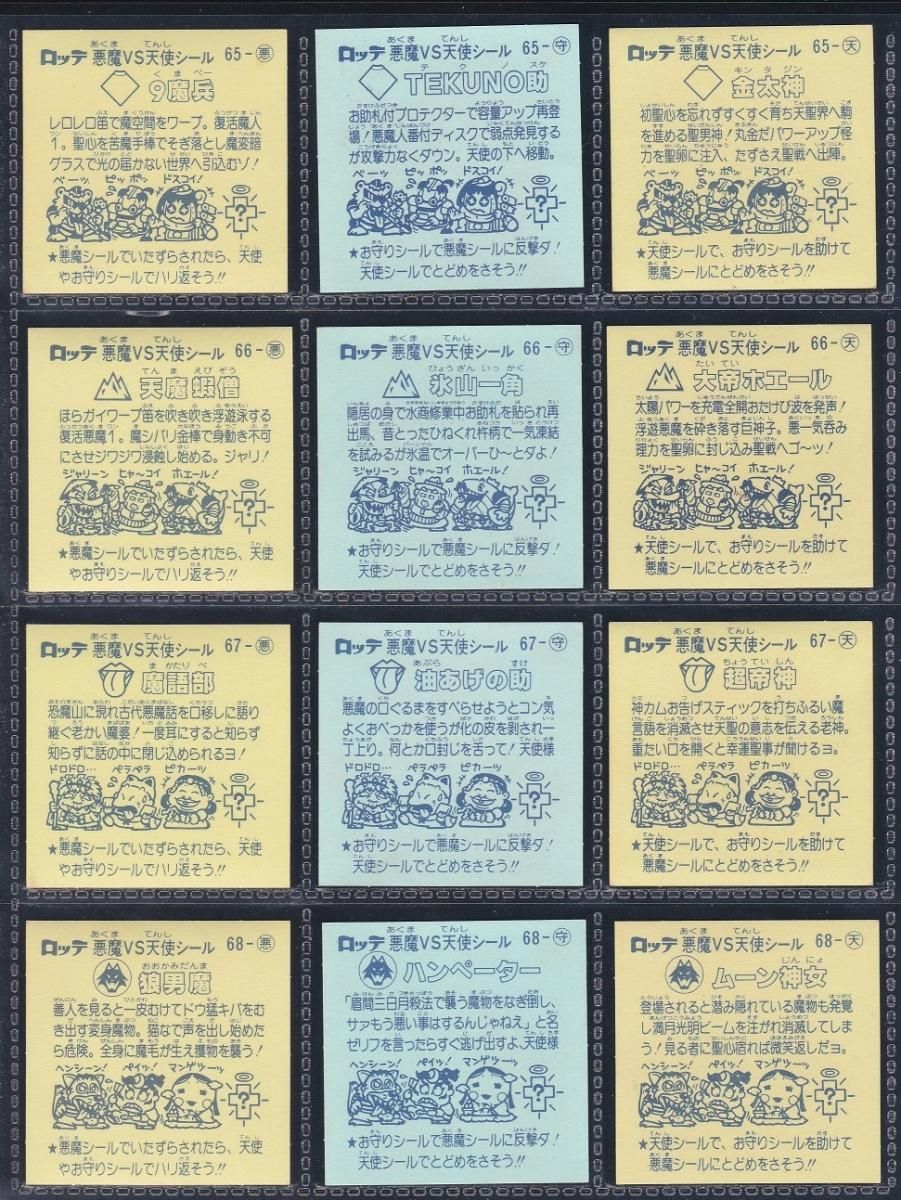 ロッテ 悪魔VS天使シール 65-悪
9魔兵
レロレロ笛で魔空間をワープ。復活魔人
1。聖心を苦魔手棒でそぎ落とし魔変暗
グラスで光の届かない世界へ引込むゾ!
ベーッ ピッポッ ドスコイ!
?
★悪魔シールでいたずらされたら、天使
やお守りシールでハリ返そう!!
ロッテ 悪魔VS天使シール 65-守
TEKUNO助
お助札付プロテクターで容量アップ再登
場!悪魔人番付ディスクで弱点発見する
が攻撃力なくダウン。天使の下へ移動。
ベーッ ピッポッ ドスコイ!
?
★お守りシールで悪魔シールに反撃ダ!
天使シールでとどめをさそう!!
ロッテ 悪魔VS天使シール 65-天
金太神
初聖心を忘れずすくすく育ち天聖界へ駒
を進める聖男神!丸金だパワーアップ怪
力を聖卵に注入、たずさえ聖戦へ出陣。
ベーッ ピッポッ ドスコイ!
?
★天使シールで、お守りシールを助けて
悪魔シールにとどめをさそう!!
ロッテ 悪魔VS天使シール 66-悪
天魔蝦僧
ほらガイワープ笛を吹き吹き浮遊泳する
復活悪魔1。魔シバリ金棒で身動き不可
にさせジワジワ浸蝕し始める。ジャリ!
ジャリーン ヒャ〜コイ ホエール!
?
★悪魔シールでいたずらされたら、天使
やお守りシールでハリ返そう!!
ロッテ 悪魔VS天使シール 66-守
氷山一角
隠居の身で水商修業中お助札を貼られ再
出馬、昔とったひねくれ杵柄で一気凍結
を試みるが氷温でオーバーひ〜とダよ!
ジャリーン ヒャ〜コイ ホエール!
?
★お守りシールで悪魔シールに反撃ダ!
天使シールでとどめをさそう!!
ロッテ 悪魔VS天使シール 66-天
大帝ホエール
太陽パワーを充電全開おたけび波を発声!
浮遊悪魔を砕き落す巨神子。悪一気呑み
理力を聖卵に封じ込み聖戦へゴ〜ッ!
ジャリーン ヒャ〜コイ ホエール!
?
★天使シールで、お守りシールを助けて
悪魔シールにとどめをさそう!!
ロッテ 悪魔VS天使シール 67-悪
魔語部
恐魔山に現れ古代悪魔話を口移しに語り
継ぐ老かい魔婆!一度耳にすると知らず
知らずに話の中に閉じ込められるヨ!
ドロドロ… ペラペラ ピカーッ
?
★悪魔シールでいたずらされたら、天使
やお守りシールでハリ返そう!!
ロッテ 悪魔VS天使シール 67-守
油あげの助
悪魔の口ぐるまをすべらせようとコン気
よくおべっかを使うが化の皮を剥され一
丁上り。何とか口封じを舌って!天使様
ドロドロ… ペラペラ ピカーッ
?
★お守りシールで悪魔シールに反撃ダ!
天使シールでとどめをさそう!!
ロッテ 悪魔VS天使シール 67-天
超帝神
神カムお告げスティックを打ちふるい魔
言語を消滅させ天聖の意志を伝える老神。
重たい口を開くと幸運聖事が聞けるヨ。
ドロドロ… ペラペラ ピカーッ
?
★天使シールで、お守りシールを助けて
悪魔シールにとどめをさそう!!
ロッテ 悪魔VS天使シール 68-悪
狼男魔
善人を見ると一皮むけてドウ猛キバをむ
き出す変身魔物。猫なで声を出し始めた
ら危険。全身に魔毛が生え獲物を襲う!
ヘンシーン! ペイッ! マンゲツーッ
?
★悪魔シールでいたずらされたら、天使
やお守りシールでハリ返そう!!
ロッテ 悪魔VS天使シール 68-守
ハンペーター
「眉間三日月殺法で襲う魔物をなぎ倒し、
サァもう悪い事はするんじゃねえ」と名
ゼリフを言ったらすぐ逃げ出すよ、天使様
ヘンシーン! ペイッ! マンゲツーッ
?
★お守りシールで悪魔シールに反撃ダ!
天使シールでとどめをさそう!!
ロッテ 悪魔VS天使シール 68-天
ムーン神女
登場されると潜み隠れている魔物も発覚
し満月光明ビームを注がれ消滅してしま
う!見る者に聖心宿れば微笑返しだヨ。
ヘンシーン! ペイッ! マンゲツーッ
?
★天使シールで、お守りシールを助けて
悪魔シールにとどめをさそう!!